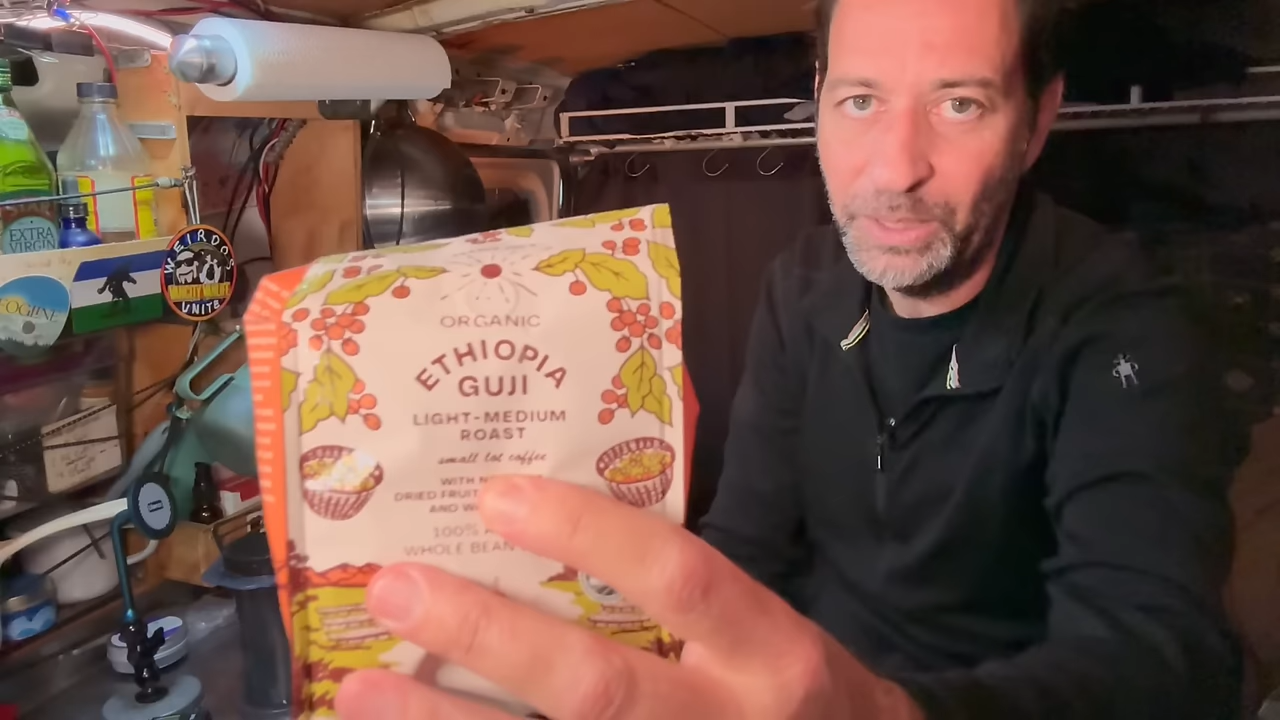 EXTRA
VIRGIN
WEIRDOS
UNITE
ORGANIC
ETHIOPIA
GUJI
LIGHT-MEDIUM
ROAST
small lot coffee
WITH
DRIED FRUIT
AND
100%
WHOLE BEAN